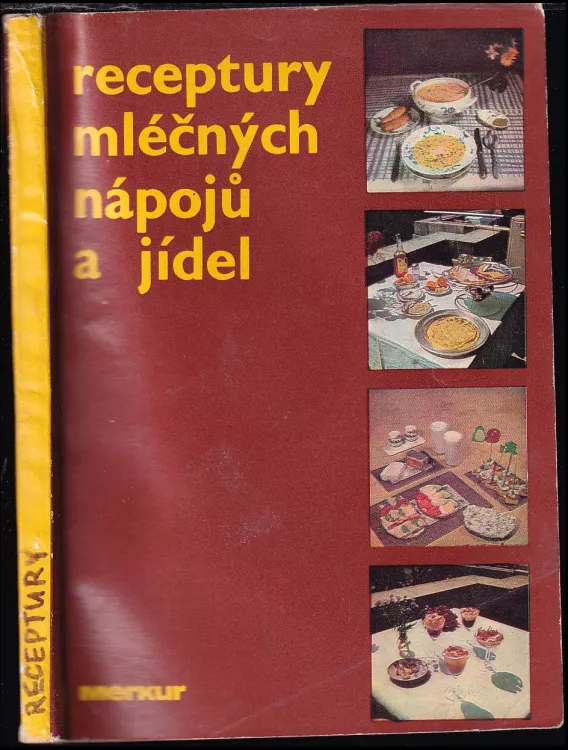 receptury
mléčných
nápojů
a jídel
merkur
RECEPTURY